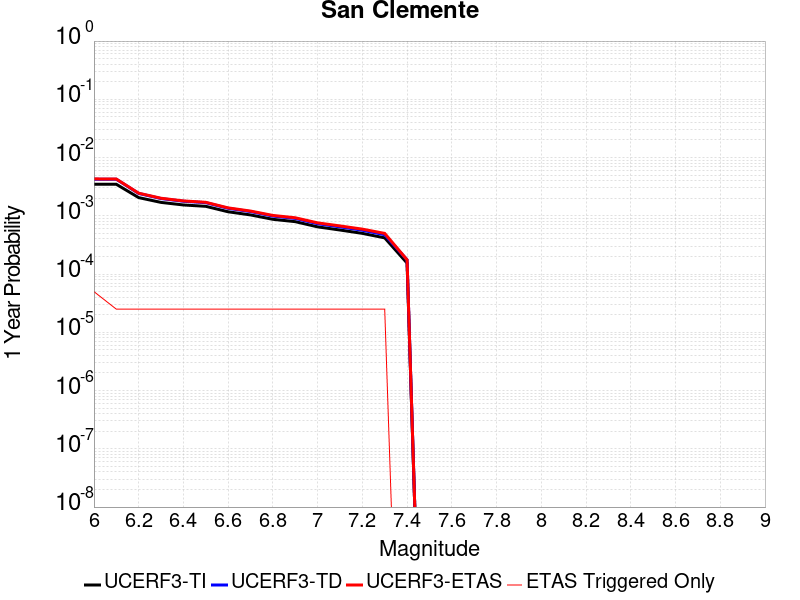 San Clemente
1 Year Probability
10^0
10^-1
10^-2
10^-3
10^-4
10^-5
10^-6
10^-7
10^-8
6 6.2 6.4 6.6 6.8 7 7.2 7.4 7.6 7.8 8 8.2 8.4 8.6 8.8 9
Magnitude
UCERF3-TI UCERF3-TD UCERF3-ETAS ETAS Triggered Only